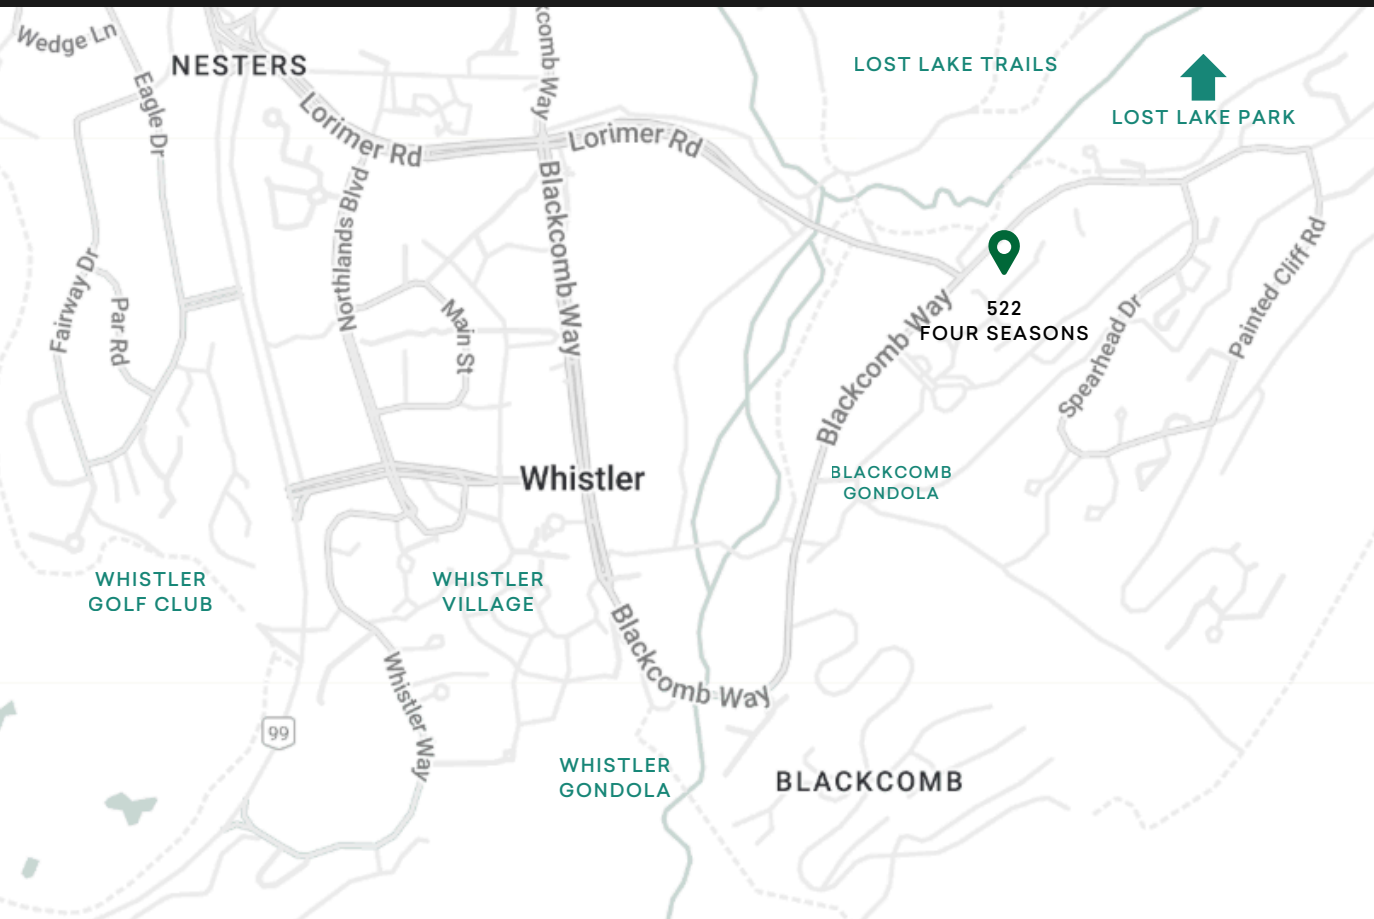 Wedge Ln
NESTERS
Eagle Dr
Lorimer Rd
comb Way
Lorimer Rd
LOST LAKE TRAILS
LOST LAKE PARK
Northlands Blvd
Blackcomb Way
Fairway Dr
Par Rd
Main St
522
FOUR SEASONS
Blackcomb Way
Spearhead Dr
Painted Cliff Rd
Whistler
BLACKCOMB
GONDOLA
WHISTLER
GOLF CLUB
WHISTLER
VILLAGE
Blackcomb Way
Whistler Way
99
WHISTLER
GONDOLA
BLACKCOMB